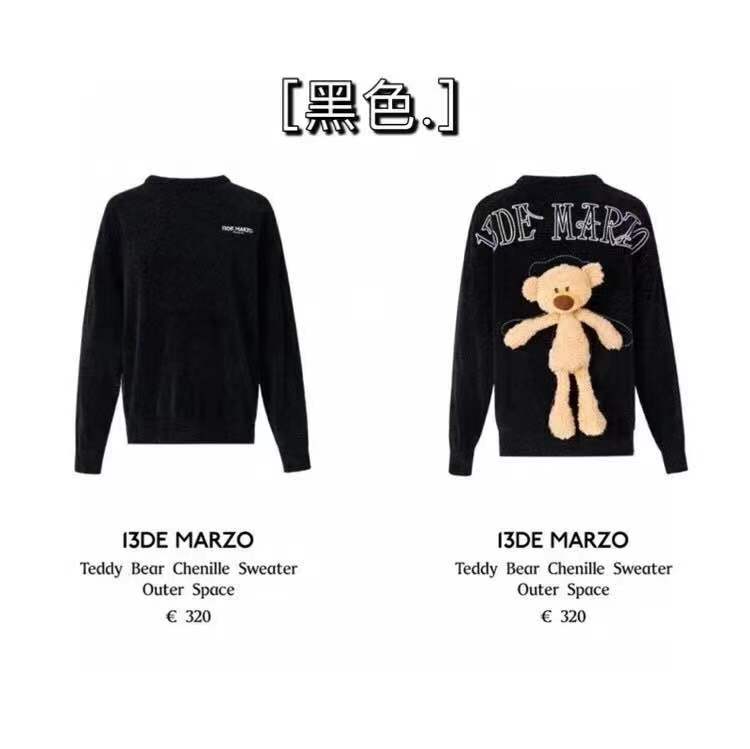 [黑色.]
13DE MARZO
13DE MARZO
13DE MARZO
Teddy Bear Chenille Sweater
Outer Space
€ 320
13DE MARZO
Teddy Bear Chenille Sweater
Outer Space
€ 320